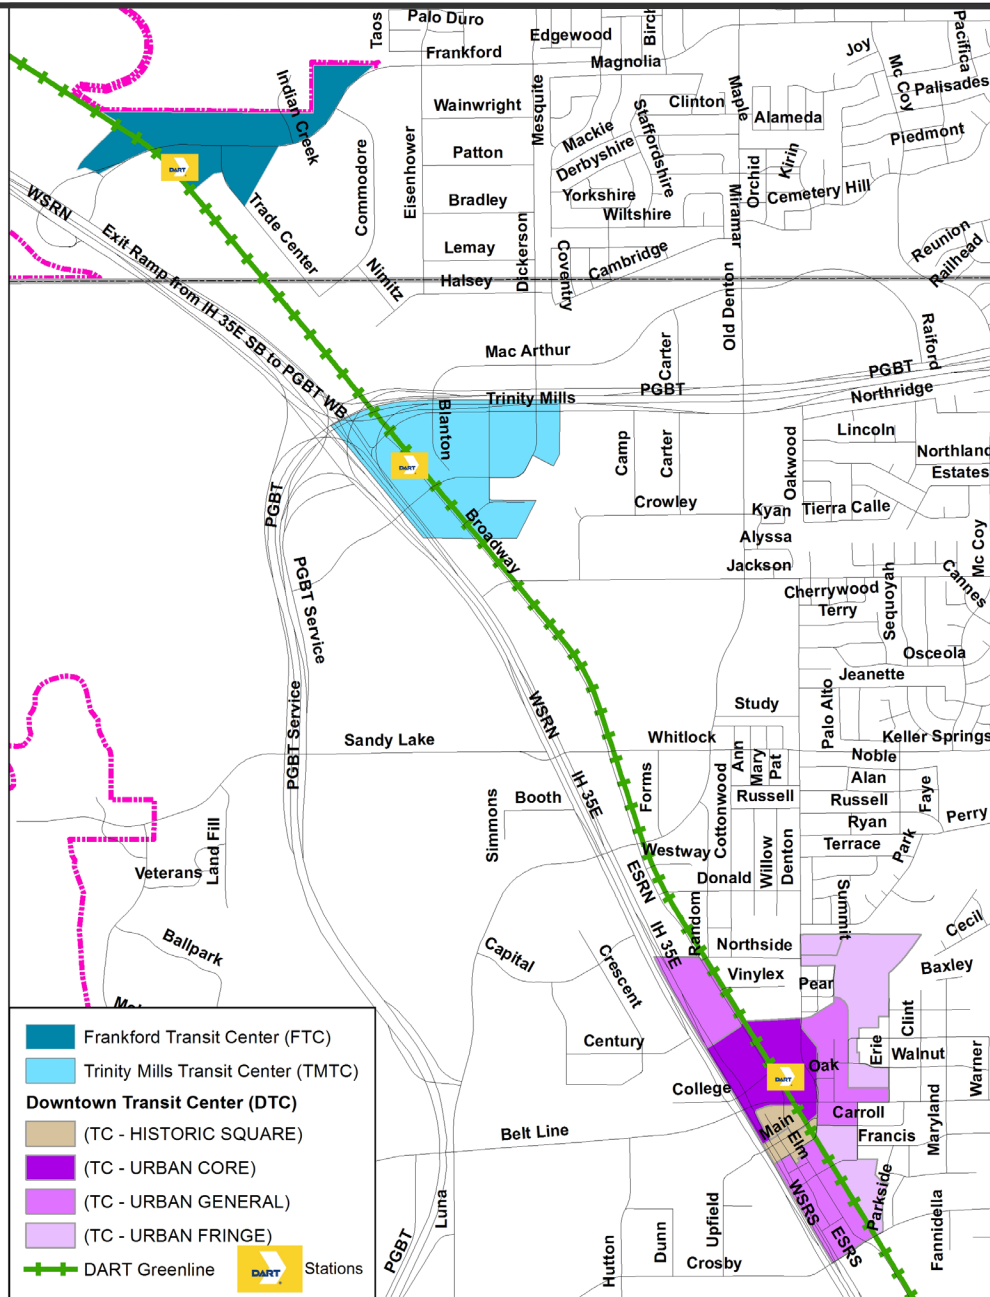 Taos
Palo Duro
Edgewood
Birch
Pacifica
Frankford
Magnolia
Joy
Mc Coy
Palisades
Indian Creek
Wainwright
Mesquite
Clinton
Maple
Alameda
Staffordshire
Mackie
Derbyshire
Piedmont
Commodore
Eisenhower
Patton
Orchid
Kirin
DART
WSRN
Bradley
Yorkshire
Wiltshire
Miramar
Cemetery Hill
Trade Center
Exit Ramp from IH 35E SB to PGBT WB
Lemay
Dickerson
Coventry
Cambridge
Reunion
Railhead
Nimitz
Halsey
Old Denton
Mac Arthur
Carter
Raiford
PGBT
Trinity Mills
PGBT
Northridge
Blanton
Lincoln
Camp
Carter
Oakwood
Northland
Estates
DART
PGBT
Crowley
Kyan
Tierra Calle
Broadway
Alyssa
Mc Coy
Jackson
PGBT Service
Cherrywood
Terry
Sequoyah
Cannes
Osceola
Jeanette
PGBT Service
WSRN
Study
Palo Alto
Sandy Lake
Whitlock
Keller Springs
Ann
Mary
Pat
Noble
IH 35E
Forms
Cottonwood
Alan
Faye
Simmons
Booth
Russell
Russell
Perry
Ryan
Land Fill
Westway
Willow
Denton
Terrace
Park
Veterans
ESRN
Donald
Summit
Random
Cecil
Ballpark
Capital
IH 35E
Northside
Crescent
Vinylex
Baxley
Pear
Clint
Century
Oak
Erie
Walnut
Warner
DART
College
Carroll
Maryland
Belt Line
Main
Elm
Francis
Luna
WSRS
Parkside
PGBT
Hutton
Dunn
Upfield
Crosby
ESRS
Fannidella
Frankford Transit Center (FTC)
Trinity Mills Transit Center (TMTC)
Downtown Transit Center (DTC)
(TC - HISTORIC SQUARE)
(TC - URBAN CORE)
(TC - URBAN GENERAL)
(TC - URBAN FRINGE)
DART Greenline
DART
Stations